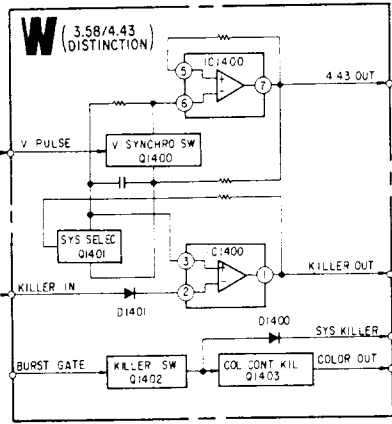 W (3.58/4.43 DISTINCTION)
IC1400
5
6
7
4.43 OUT
V PULSE
V SYNCHRO SW
Q1400
SYS SELEC
Q1401
IC1400
3
2
1
KILLER OUT
KILLER IN
D1401
D1400
SYS KILLER
BURST GATE
KILLER SW
Q1402
COL CONT KIL
Q1403
COLOR OUT